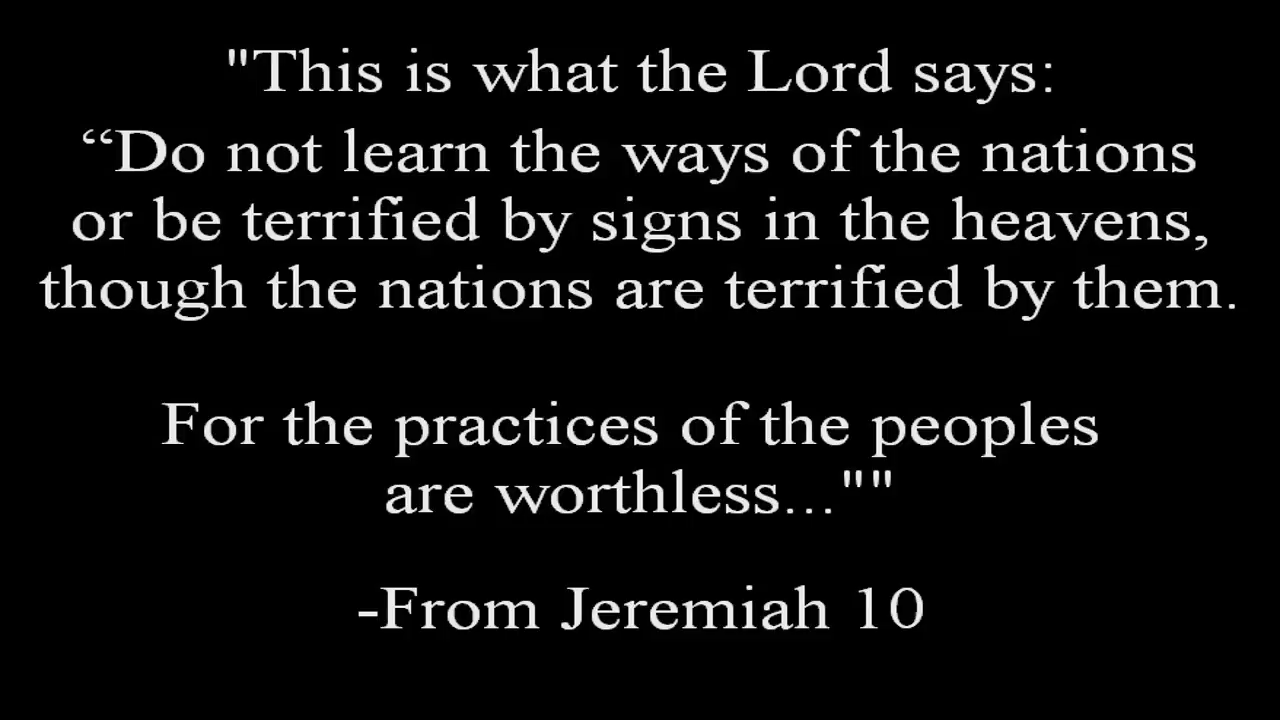 "This is what the Lord says:
“Do not learn the ways of the nations
or be terrified by signs in the heavens,
though the nations are terrified by them.
For the practices of the peoples
are worthless...""
-From Jeremiah 10